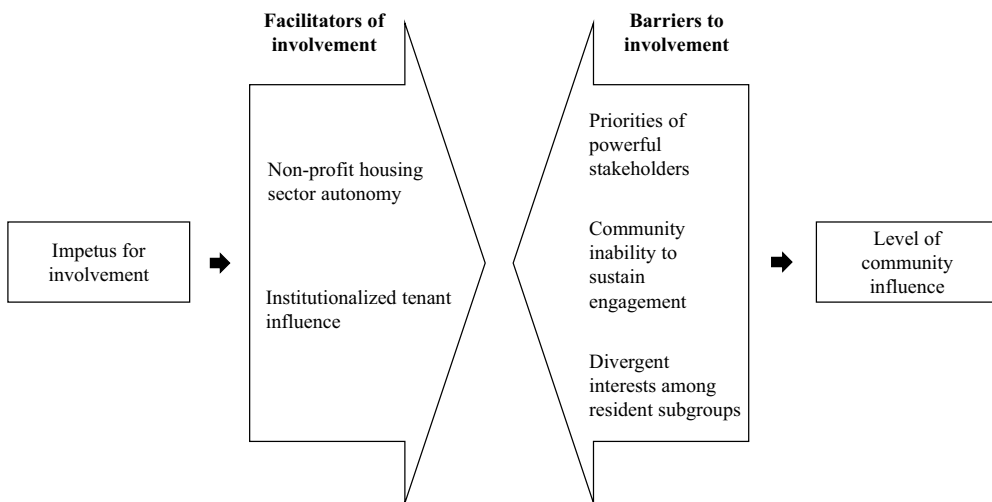 Facilitators of
involvement
Barriers to
involvement
Impetus for
involvement
Non-profit housing
sector autonomy
Institutionalized tenant
influence
Priorities of
powerful
stakeholders
Community
inability to
sustain
engagement
Divergent
interests among
resident subgroups
Level of
community
influence